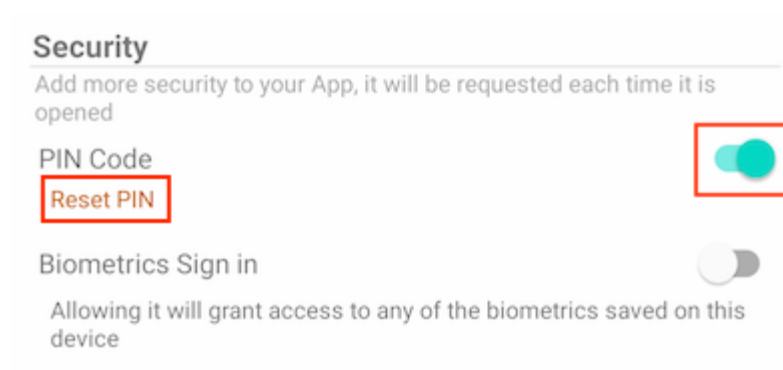 Security
Add more security to your App, it will be requested each time it is
opened
PIN Code
Reset PIN
Biometrics Sign in
Allowing it will grant access to any of the biometrics saved on this
device